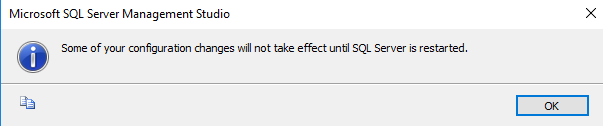 Microsoft SQL Server Management Studio
Some of your configuration changes will not take effect until SQL Server is restarted.
OK